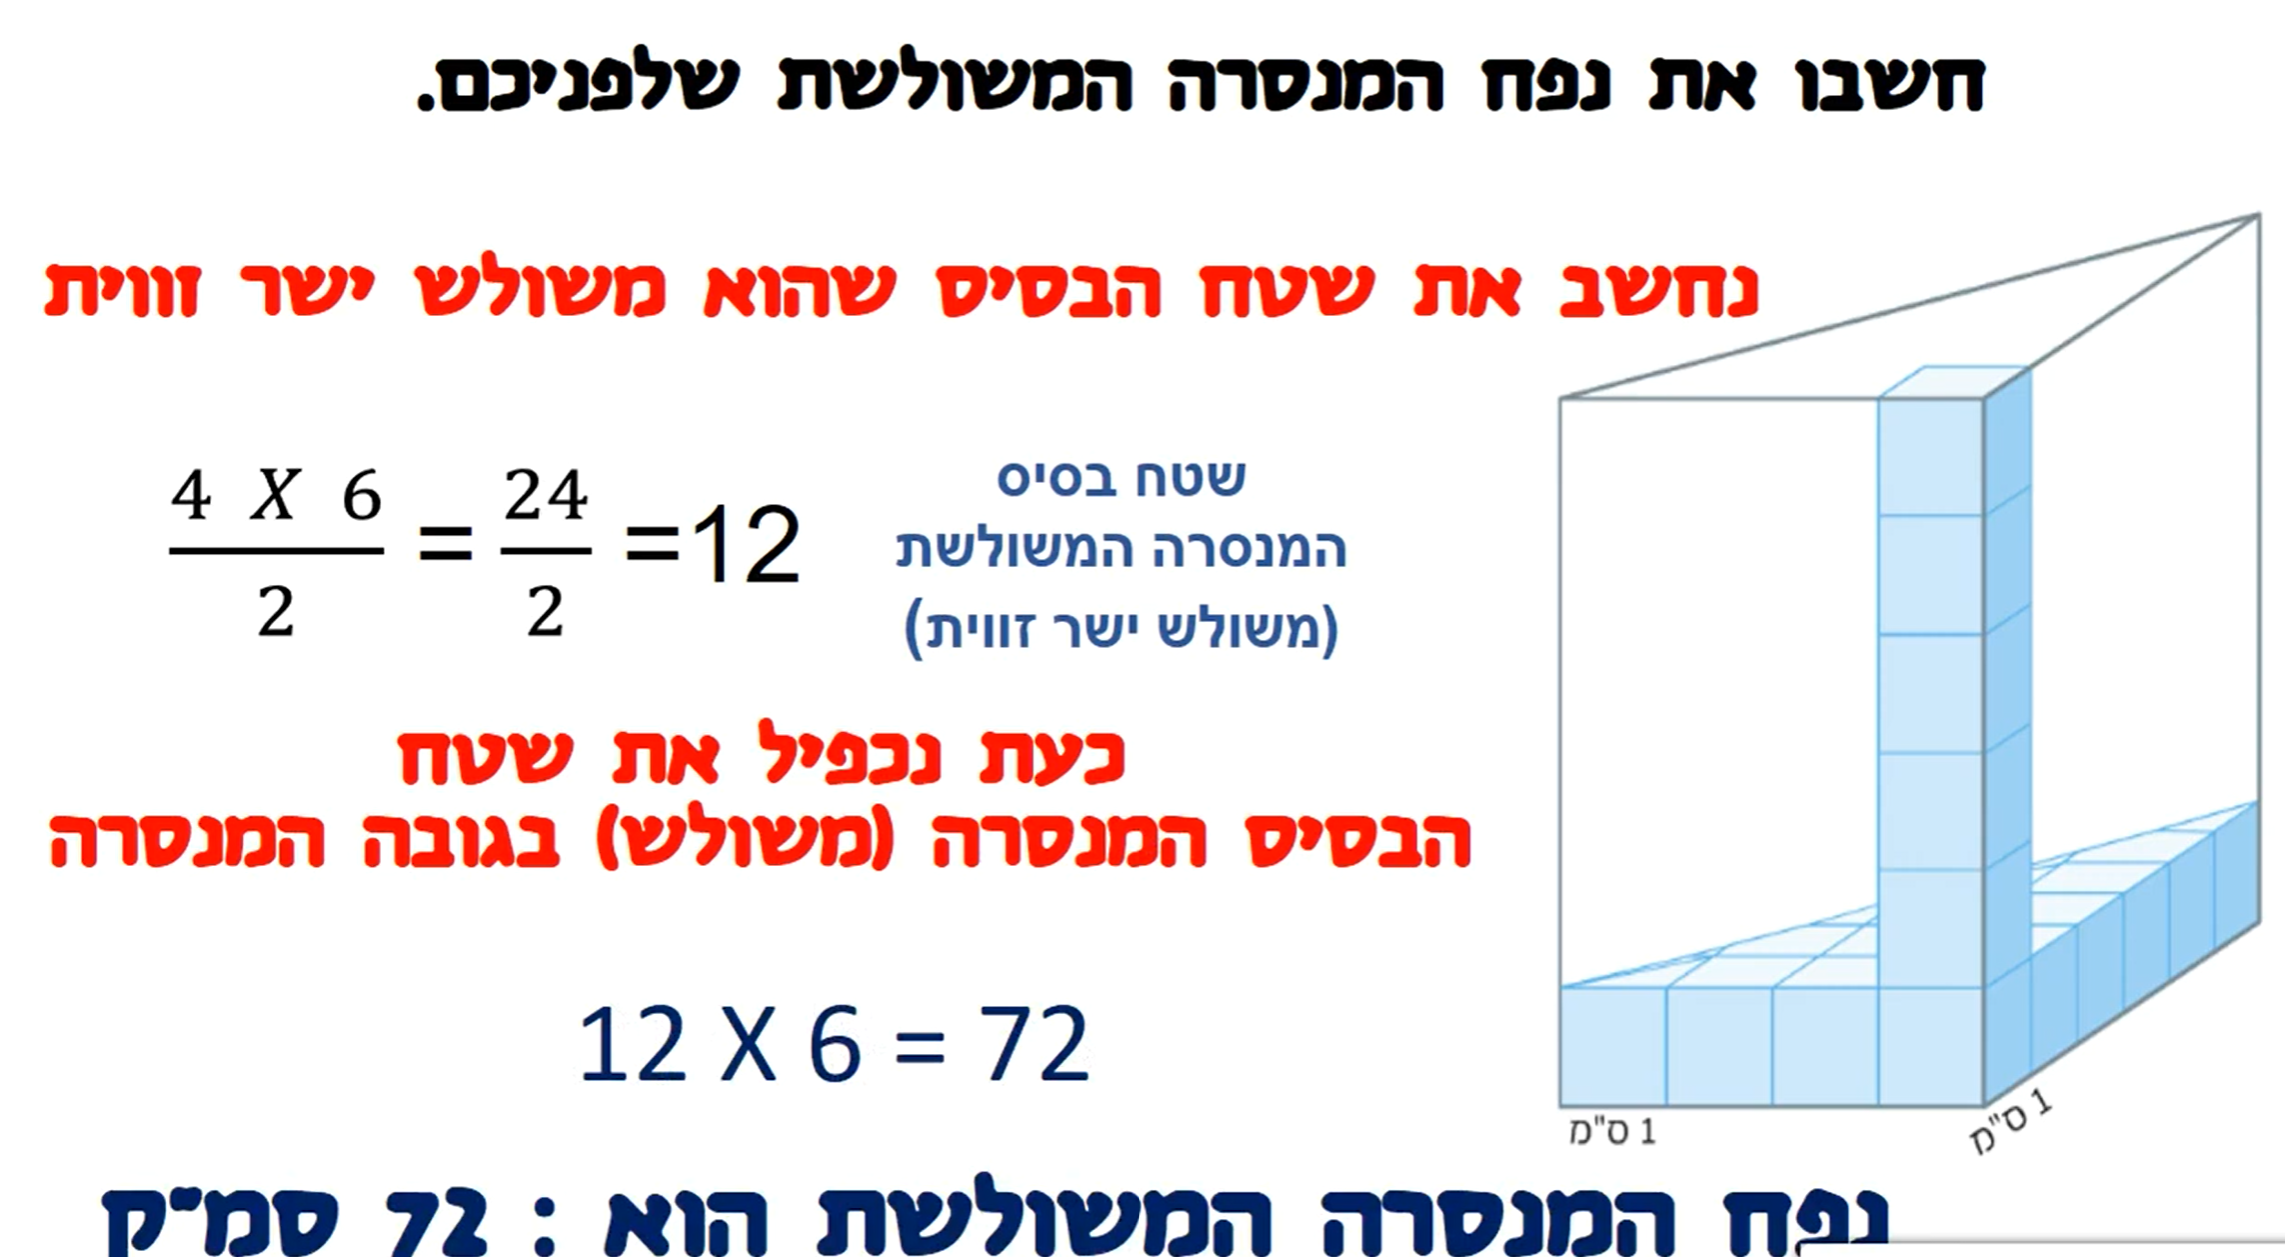 חשבו את נפח המנסרה המשולשת שלפניכם.
נחשב את שטח הבסיס שהוא משולש ישר זווית
4 X 6 / 2 = 24 / 2 =12
שטח בסיס
המנסרה המשולשת
(משולש ישר זווית)
כעת נכפיל את שטח
הבסיס המנסרה (משולש) בגובה המנסרה
12 X 6 = 72
1 ס"מ
1 ס"מ
נפח המנסרה המשולשת הוא : 72 סמ״ק